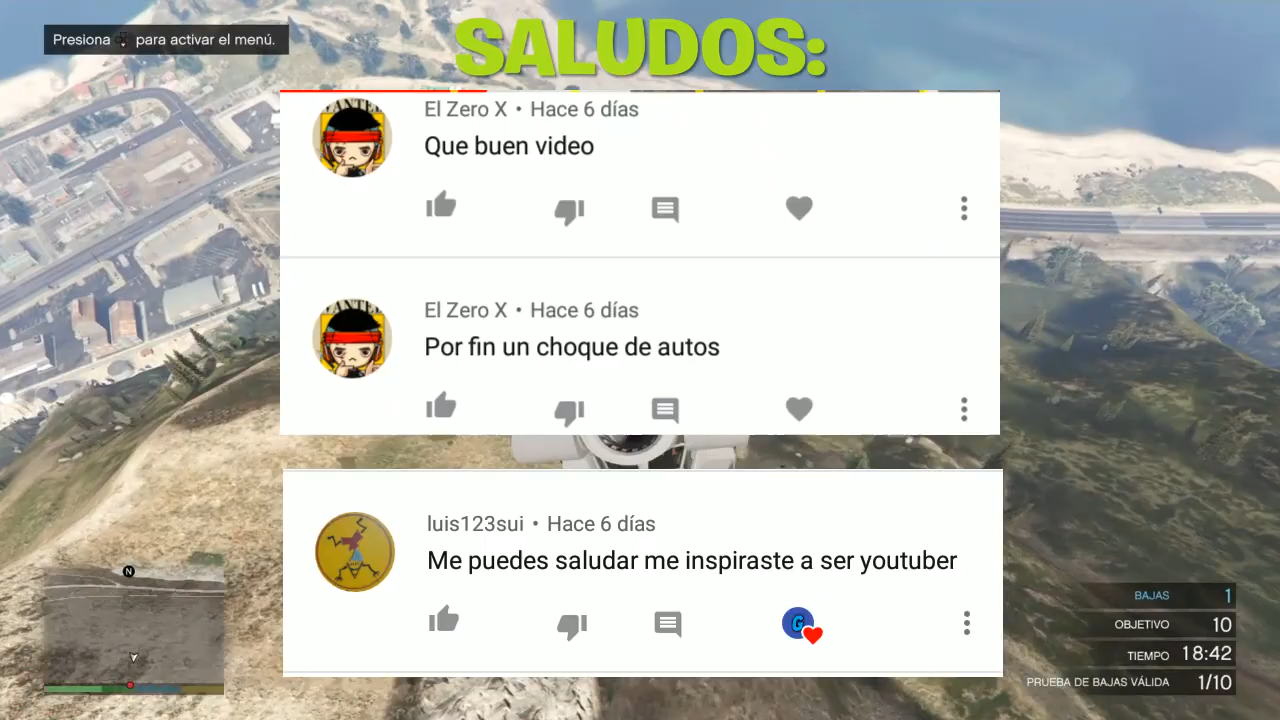 SALUDOS:
Presiona para activar el menú.
El Zero X • Hace 6 días
Que buen video
El Zero X • Hace 6 días
Por fin un choque de autos
luis123sui • Hace 6 días
Me puedes saludar me inspiraste a ser youtuber
G
N
BAJAS 1
OBJETIVO 10
TIEMPO 18:42
PRUEBA DE BAJAS VÁLIDA 1/10